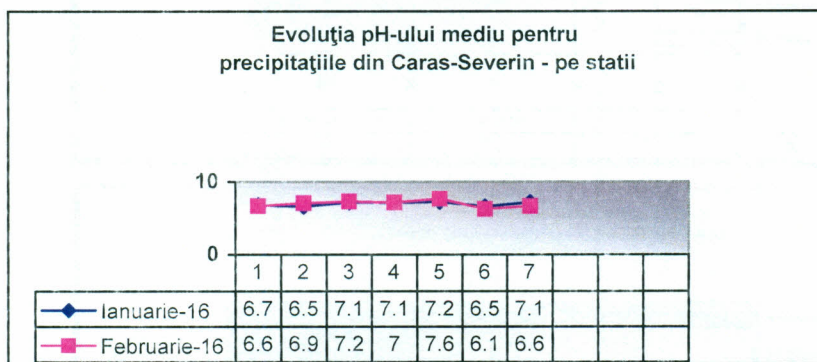 Evoluţia pH-ului mediu pentru
precipitaţiile din Caras-Severin - pe statii
10
0
1 2 3 4 5 6 7
Ianuarie-16 6.7 6.5 7.1 7.1 7.2 6.5 7.1
Februarie-16 6.6 6.9 7.2 7 7.6 6.1 6.6